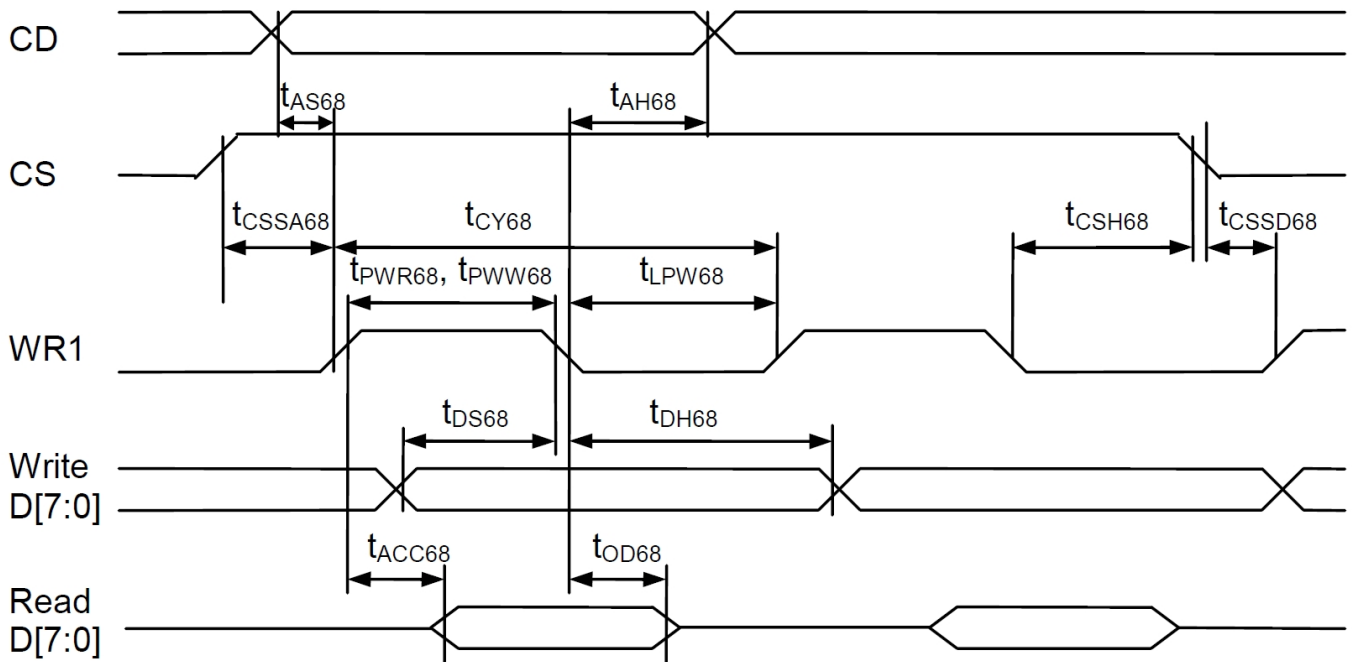 CD
tAS68
tAH68
CS
tCSSA68
tCY68
tCSH68
tCSSD68
tPWR68, tPWW68
tLPW68
WR1
tDS68
tDH68
Write
D[7:0]
tACC68
tOD68
Read
D[7:0]